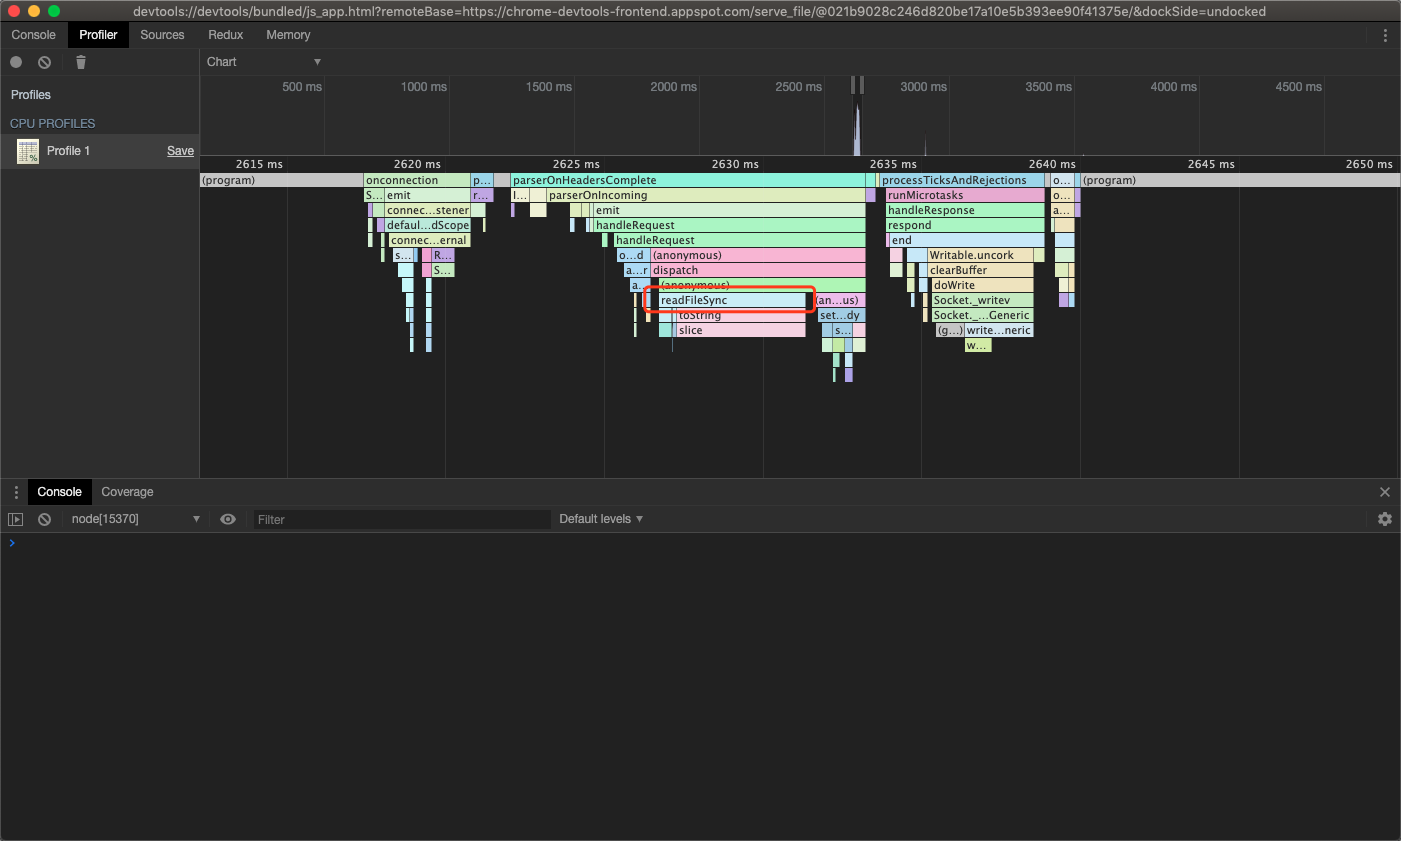 devtools://devtools/bundled/js_app.html?remoteBase=https://chrome-devtools-frontend.appspot.com/serve_file/@021b9028c246d820be17a10e5b393ee90f41375e/&dockSide=undocked
Console Profiler Sources Redux Memory
Chart
500 ms 1000 ms 1500 ms 2000 ms 2500 ms 3000 ms 3500 ms 4000 ms 4500 ms
Profiles
CPU PROFILES
Profile 1 Save
2615 ms 2620 ms 2625 ms 2630 ms 2635 ms 2640 ms 2645 ms 2650 ms
(program) onconnection p... parserOnHeadersComplete processTicksAndRejections o... (program)
S... emit r... l... parserOnIncoming runMicrotasks o...
connec...stener emit handleResponse a...
defaul...dScope handleRequest respond
connec...ernal handleRequest end
s... R... o...d (anonymous) Writable.uncork
S... a...r dispatch clearBuffer
a... (anonymous) doWrite
readFileSync (an...us) Socket._writev
toString set...dy Socket._...Generic
slice s... (g...) write...neric
w...
Console Coverage
node[15370] Filter Default levels